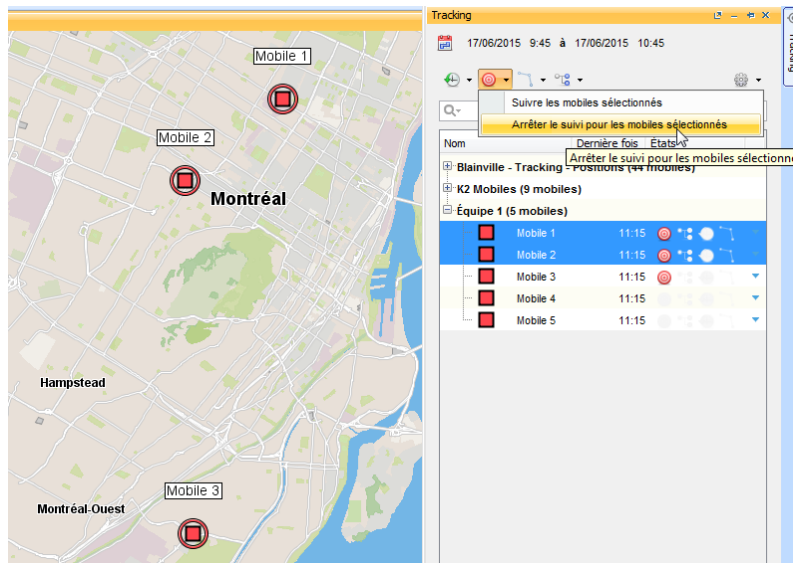 Mobile 1
Mobile 2
Montréal
Hampstead
Mobile 3
Montréal-Ouest
Tracking
17/06/2015 9:45 à 17/06/2015 10:45
Suivre les mobiles sélectionnés
Arrêter le suivi pour les mobiles sélectionnés
Nom Dernière fois États
Arrêter le suivi pour les mobiles sélectionn
Blainville - Tracking - Positions (44 mobiles)
K2 Mobiles (9 mobiles)
Équipe 1 (5 mobiles)
Mobile 1 11:15
Mobile 2 11:15
Mobile 3 11:15
Mobile 4 11:15
Mobile 5 11:15
Tracking